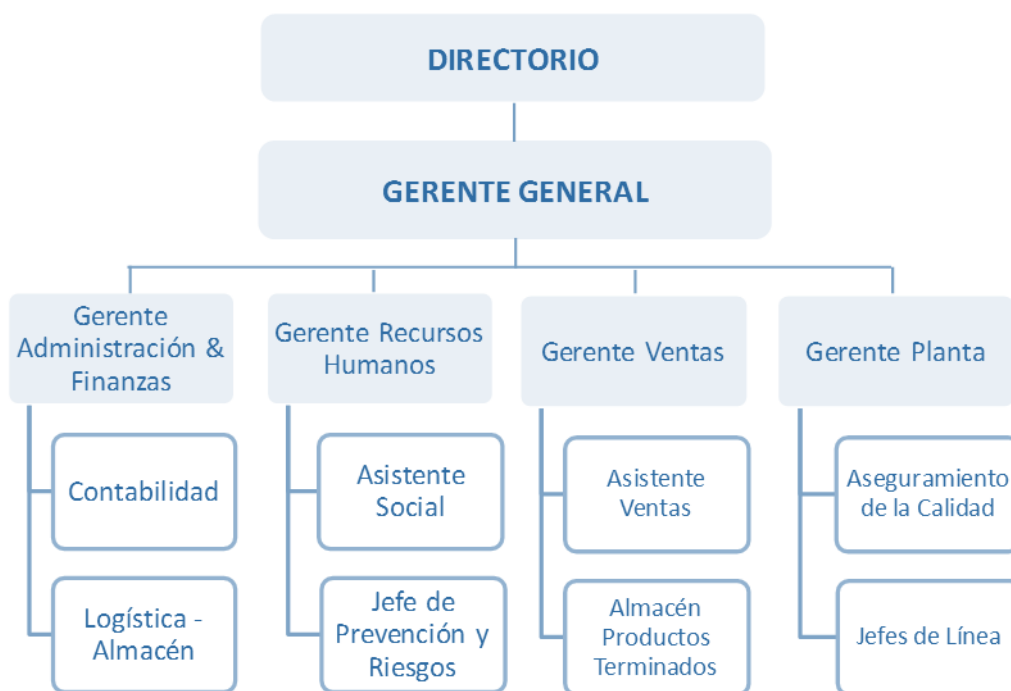 DIRECTORIO
GERENTE GENERAL
Gerente
Administración &
Finanzas
Gerente Recursos
Humanos
Gerente Ventas
Gerente Planta
Contabilidad
Asistente
Social
Asistente
Ventas
Aseguramiento
de la Calidad
Logística -
Almacén
Jefe de
Prevención y
Riesgos
Almacén
Productos
Terminados
Jefes de Línea